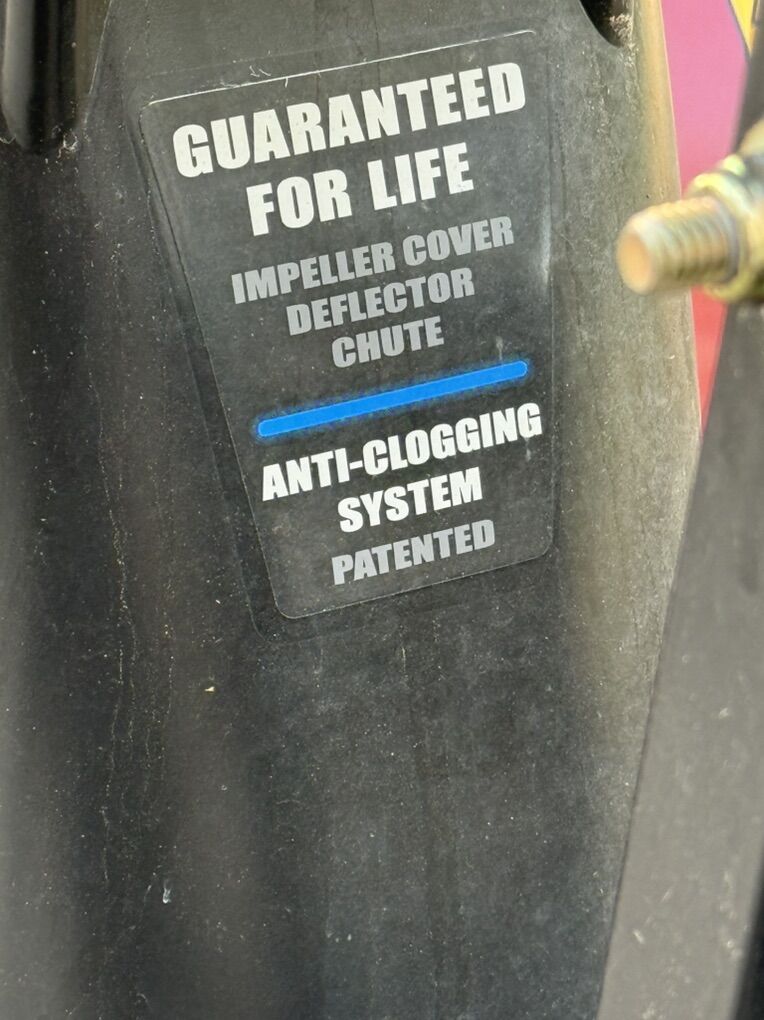 GUARANTEED
FOR LIFE
IMPELLER COVER
DEFLECTOR
CHUTE
ANTI-CLOGGING
SYSTEM
PATENTED